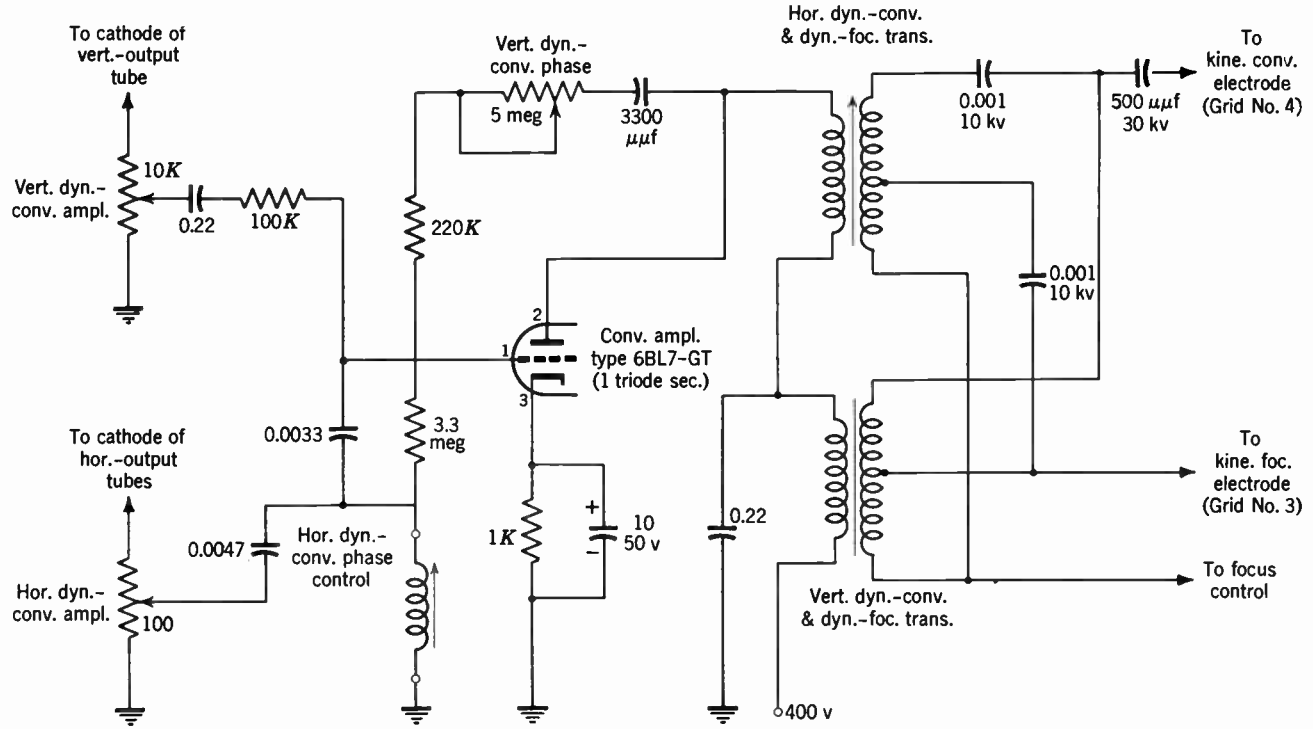 To cathode of
vert.-output
tube
10K
Vert. dyn.-
conv. ampl.
0.22
100K
Vert. dyn.-
conv. phase
5 meg
3300
μμf
220K
Hor. dyn.-conv.
& dyn.-foc. trans.
0.001
10 kv
500 μμf
30 kv
To
kine. conv.
electrode
(Grid No. 4)
0.001
10 kv
2
1
3
Conv. ampl.
type 6BL7-GT
(1 triode sec.)
0.0033
3.3
meg
To cathode of
hor.-output
tubes
0.0047
Hor. dyn.-
conv. phase
control
Hor. dyn.-
conv. ampl.
100
1K
+
-
10
50 v
0.22
To
kine. foc.
electrode
(Grid No. 3)
To focus
control
Vert. dyn.-conv.
& dyn.-foc. trans.
400 v